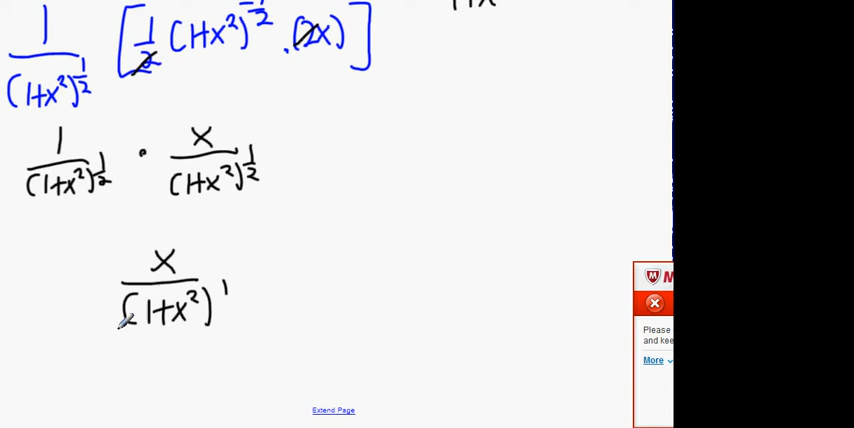 1/(1+x²)^½ [½ (1+x²)^-½ . (2x)]
1/(1+x²)^½ · x/(1+x²)^½
x/(1+x²)^1
M
Please
and kee
More
Extend Page